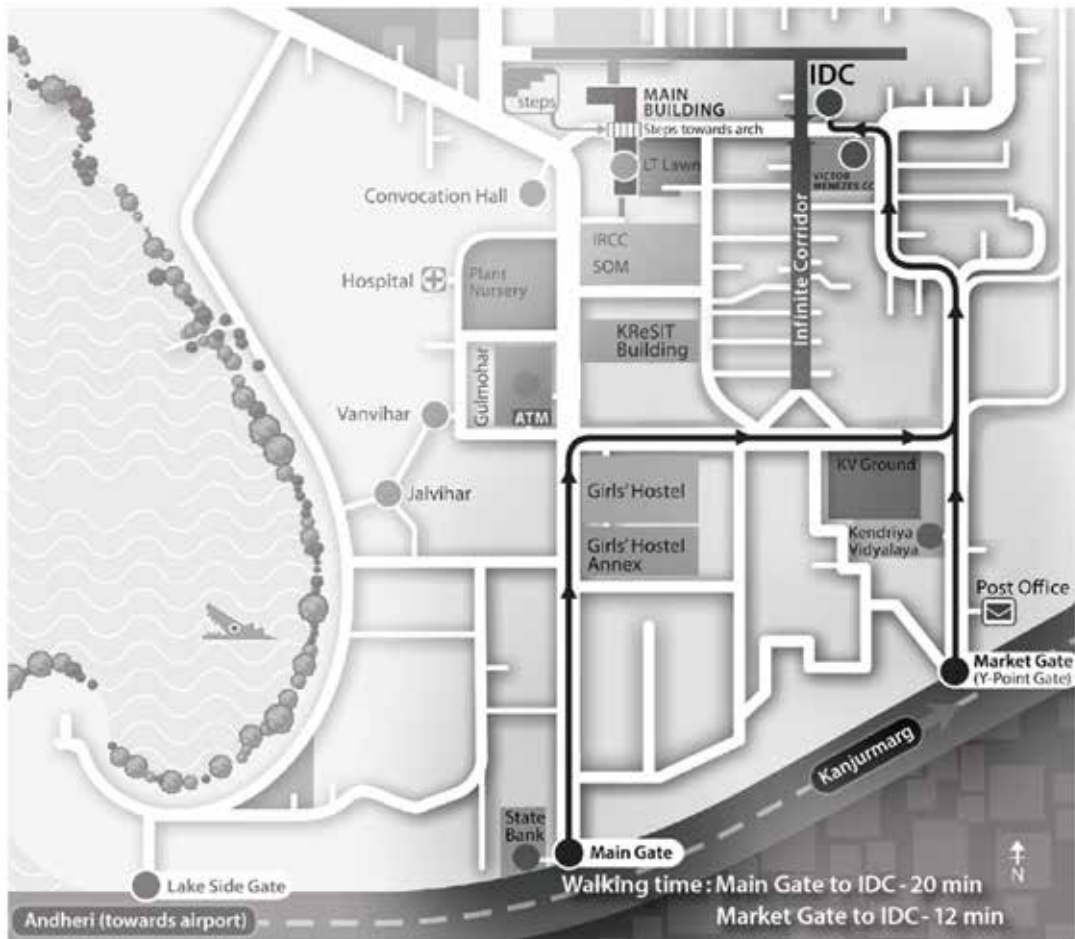 IDC
steps
MAIN
BUILDING
Steps towards arch
LT Lawn
VICTOR
MENEZES CC
Convocation Hall
IRCC
SOM
Hospital
Plant
Nursery
Infinite Corridor
KReSIT
Building
Gulmohar
Vanvihar
ATM
KV Ground
Jalvihar
Girls' Hostel
Kendriya
Vidyalaya
Girls' Hostel
Annex
Post Office
Market Gate
(Y-Point Gate)
Kanjurmarg
State
Bank
Main Gate
N
Lake Side Gate
Walking time : Main Gate to IDC - 20 min
Market Gate to IDC - 12 min
Andheri (towards airport)